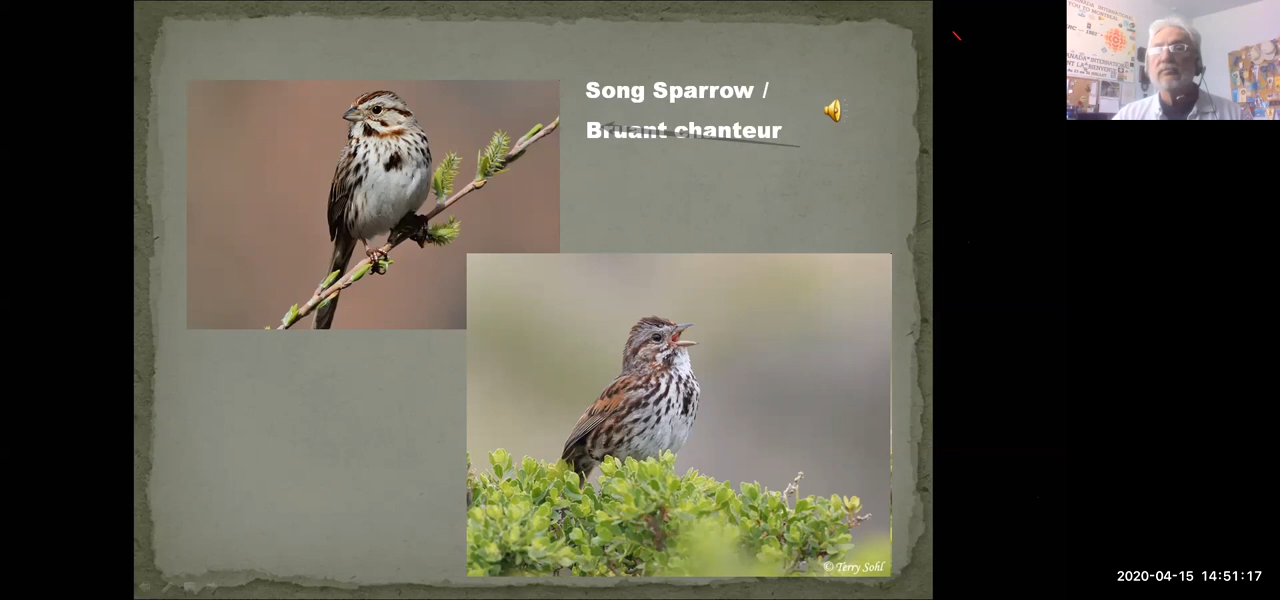 Song Sparrow /
Bruant chanteur
© Terry Sohl
2020-04-15 14:51:17